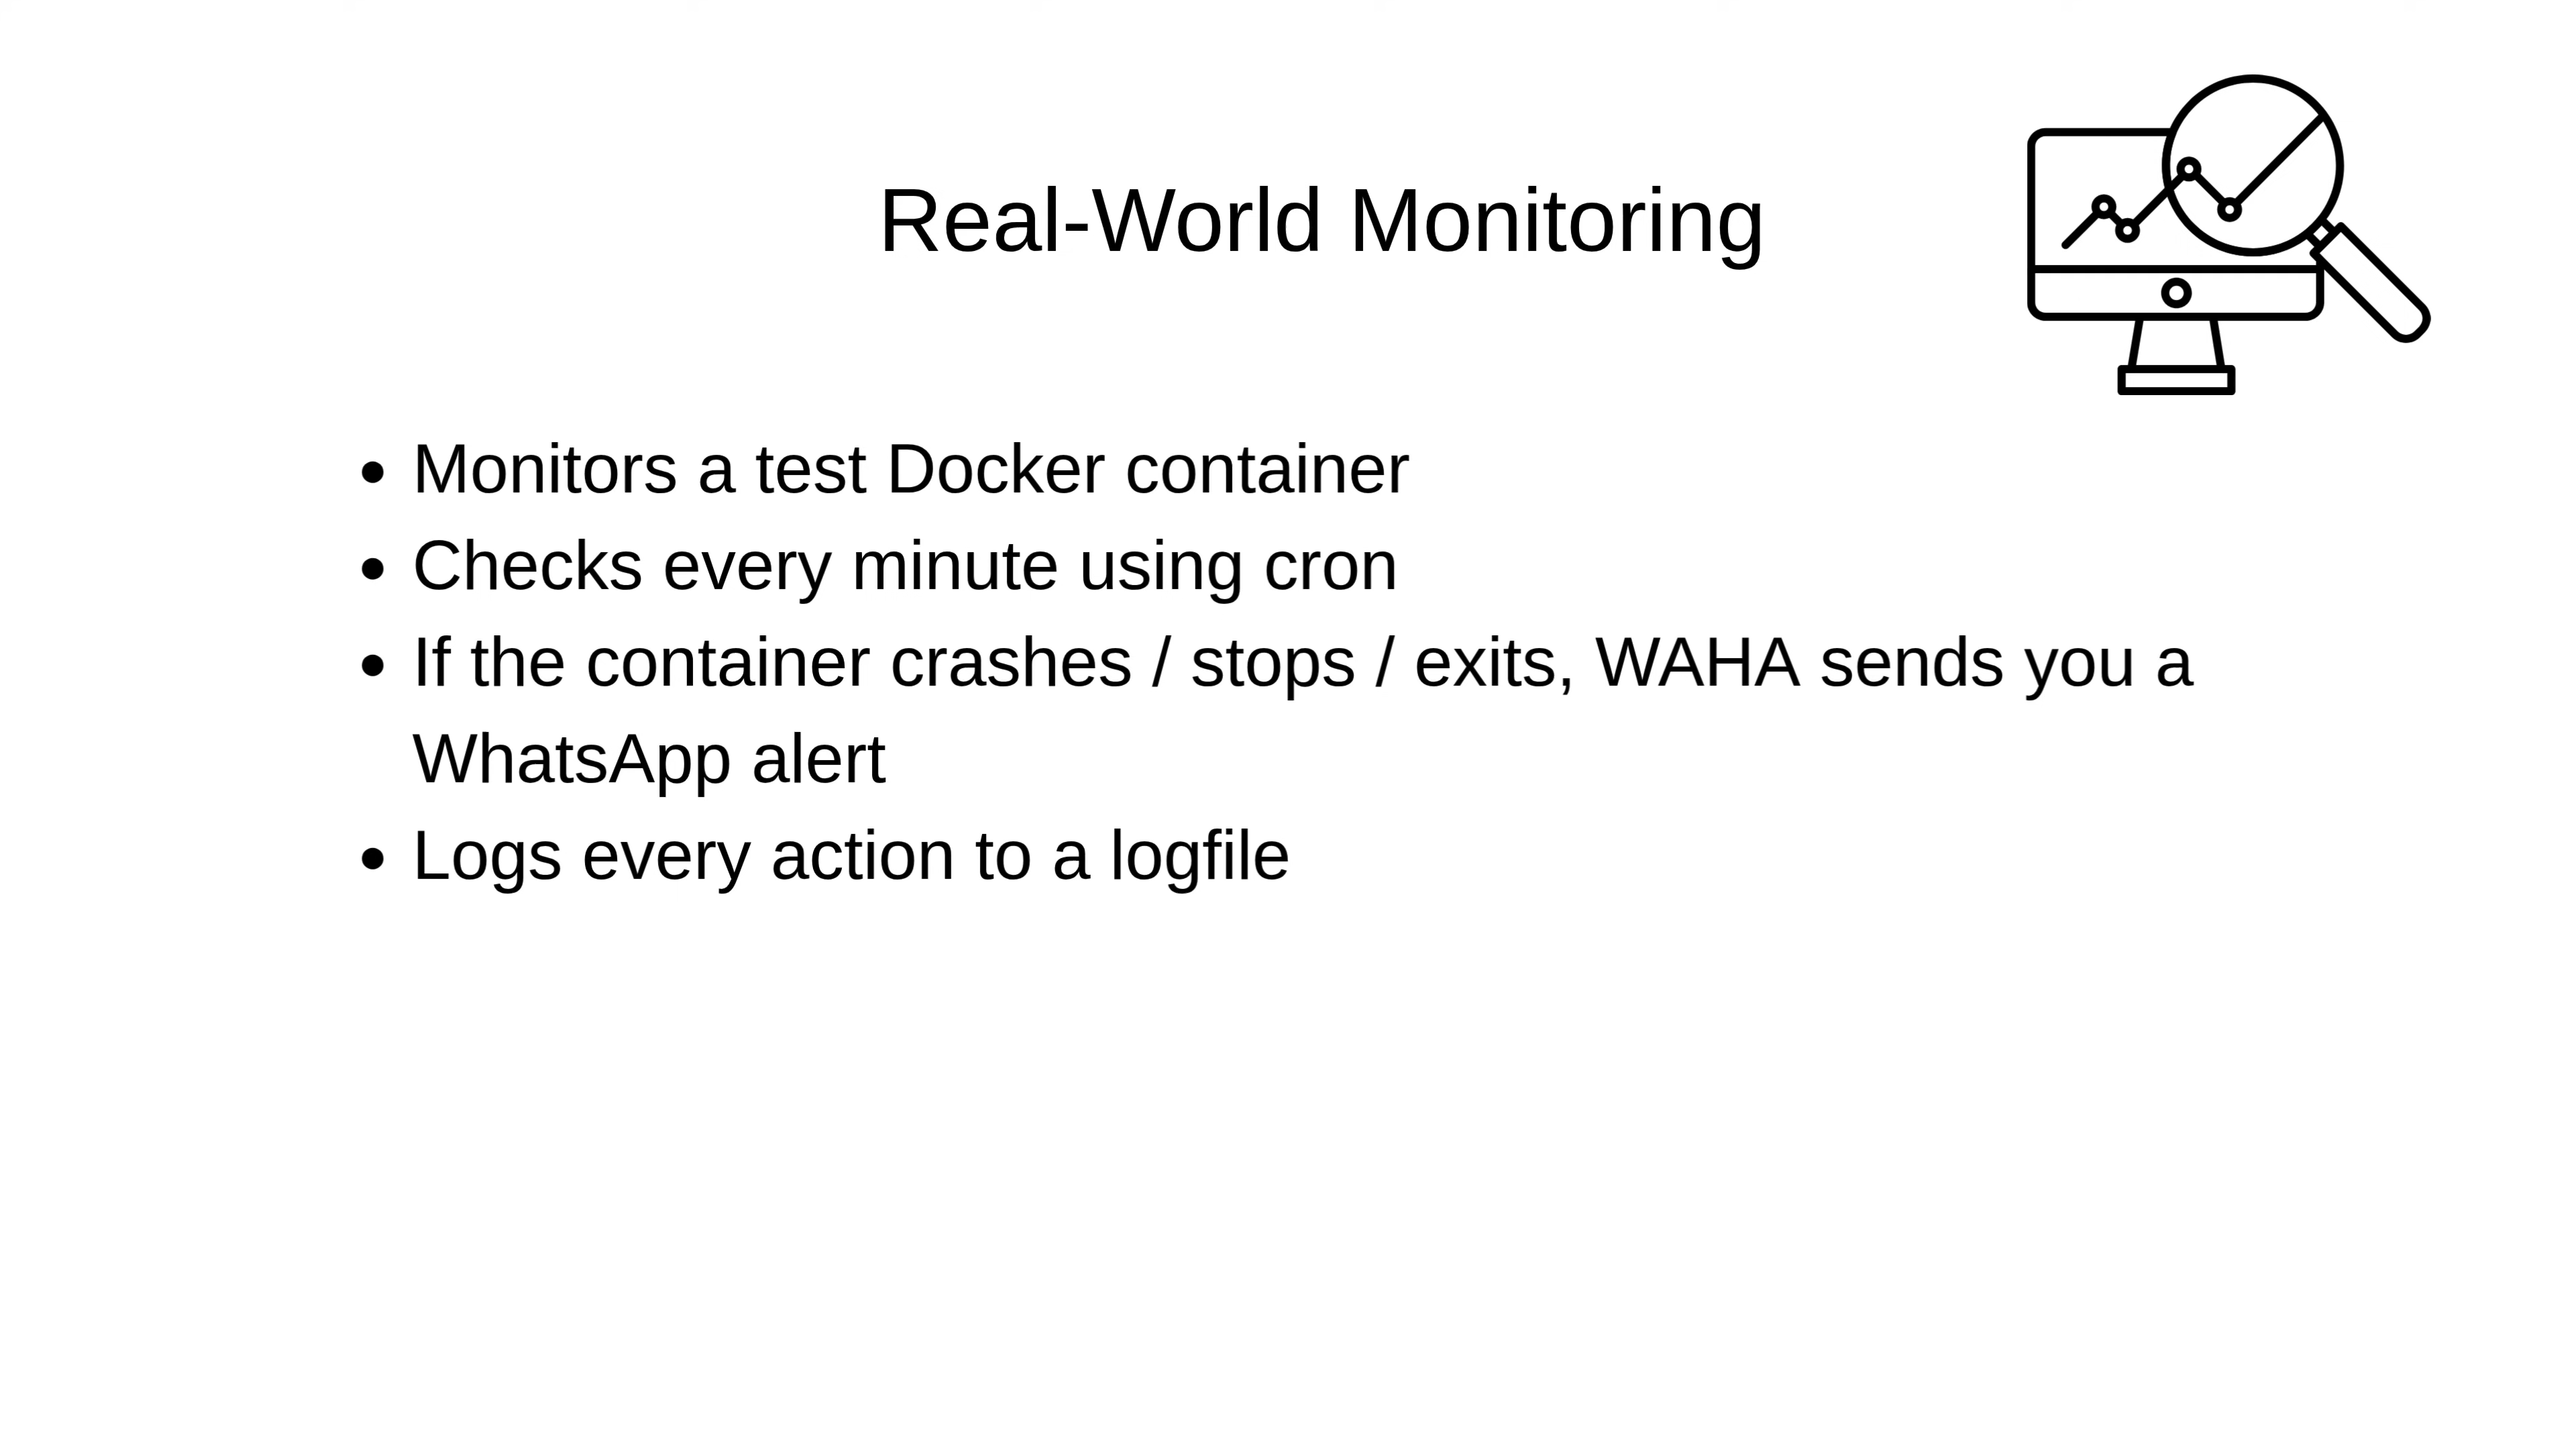 Real-World Monitoring
• Monitors a test Docker container
• Checks every minute using cron
• If the container crashes / stops / exits, WAHA sends you a
WhatsApp alert
• Logs every action to a logfile